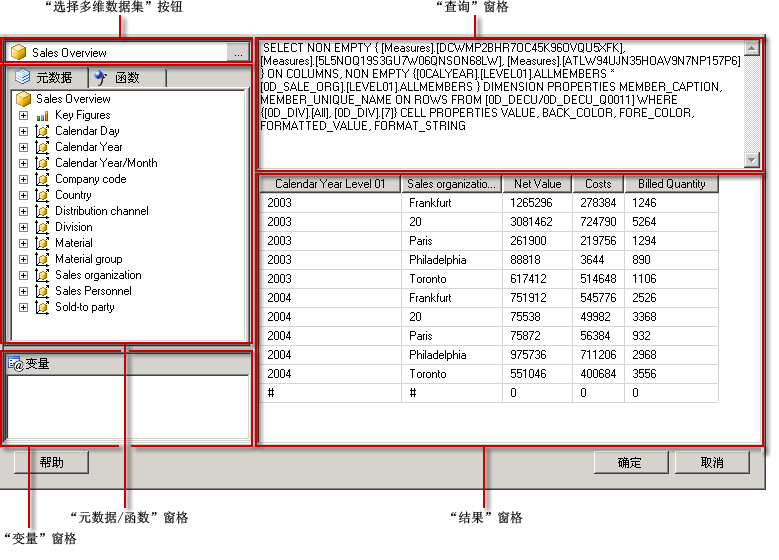 “选择多维数据集”按钮
“查询”窗格
Sales Overview
...
SELECT NON EMPTY { [Measures].[DCWMP2BHR7OC45K96OVQU5XFK],
[Measures].[5L5NOQ19S3GU7W06QNSON68LW], [Measures].[ATLW94UJN35HOAV9N7NP157P6]
} ON COLUMNS, NON EMPTY {[0CALYEAR].[LEVEL01].ALLMEMBERS *
[0D_SALE_ORG].[LEVEL01].ALLMEMBERS } DIMENSION PROPERTIES MEMBER_CAPTION,
MEMBER_UNIQUE_NAME ON ROWS FROM [0D_DECU/0D_DECU_Q0011] WHERE
{[0D_DIV].[All], [0D_DIV].[7]} CELL PROPERTIES VALUE, BACK_COLOR, FORE_COLOR,
FORMATTED_VALUE, FORMAT_STRING
元数据 函数
Sales Overview
Key Figures
Calendar Day
Calendar Year
Calendar Year/Month
Company code
Country
Distribution channel
Division
Material
Material group
Sales organization
Sales Personnel
Sold-to party
Calendar Year Level 01 Sales organizatio... Net Value Costs Billed Quantity
2003 Frankfurt 1265296 278384 1246
2003 20 3081462 724790 5264
2003 Paris 261900 219756 1294
2003 Philadelphia 88818 3644 890
2003 Toronto 617412 514648 1106
2004 Frankfurt 751912 545776 2526
2004 20 75538 49982 3368
2004 Paris 75872 56384 932
2004 Philadelphia 975736 711206 2968
2004 Toronto 551046 400684 3556
# # 0 0 0
变量
帮助 确定 取消
“元数据/函数”窗格
“结果”窗格
“变量”窗格